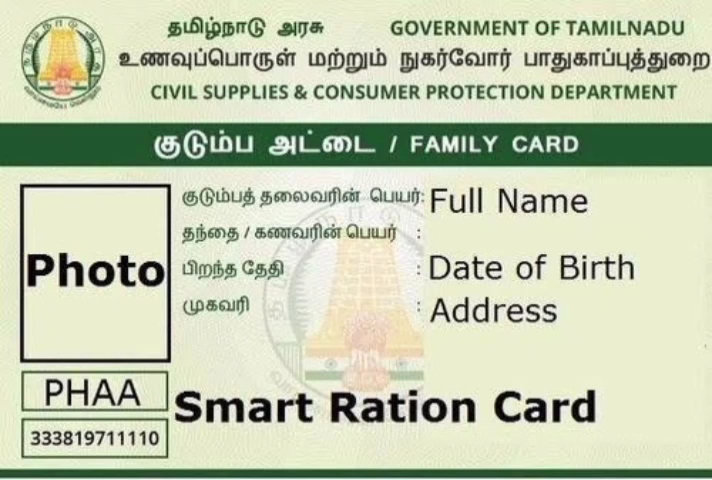 தமிழ்நாடு அரசு GOVERNMENT OF TAMILNADU
உணவுப்பொருள் மற்றும் நுகர்வோர் பாதுகாப்புத்துறை
CIVIL SUPPLIES & CONSUMER PROTECTION DEPARTMENT
குடும்ப அட்டை / FAMILY CARD
குடும்பத் தலைவரின் பெயர்: Full Name
தந்தை / கணவரின் பெயர் :
Photo
பிறந்த தேதி : Date of Birth
முகவரி : Address
PHAA
Smart Ration Card
333819711110